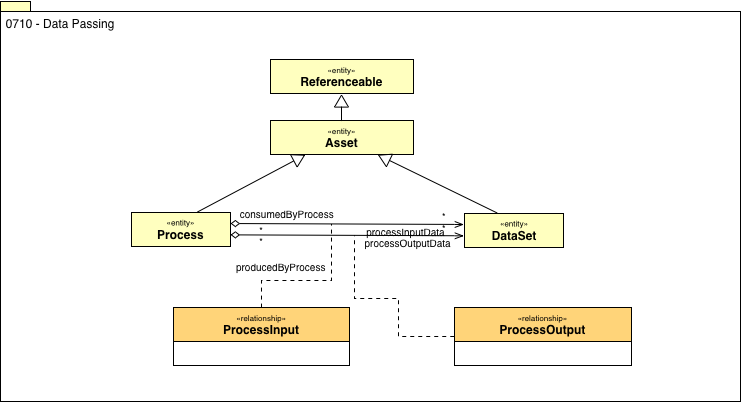 0710 - Data Passing
«entity»
Referenceable
«entity»
Asset
«entity»
Process
consumedByProcess
*
*
*
*
processInputData
processOutputData
«entity»
DataSet
producedByProcess
«relationship»
ProcessInput
«relationship»
ProcessOutput